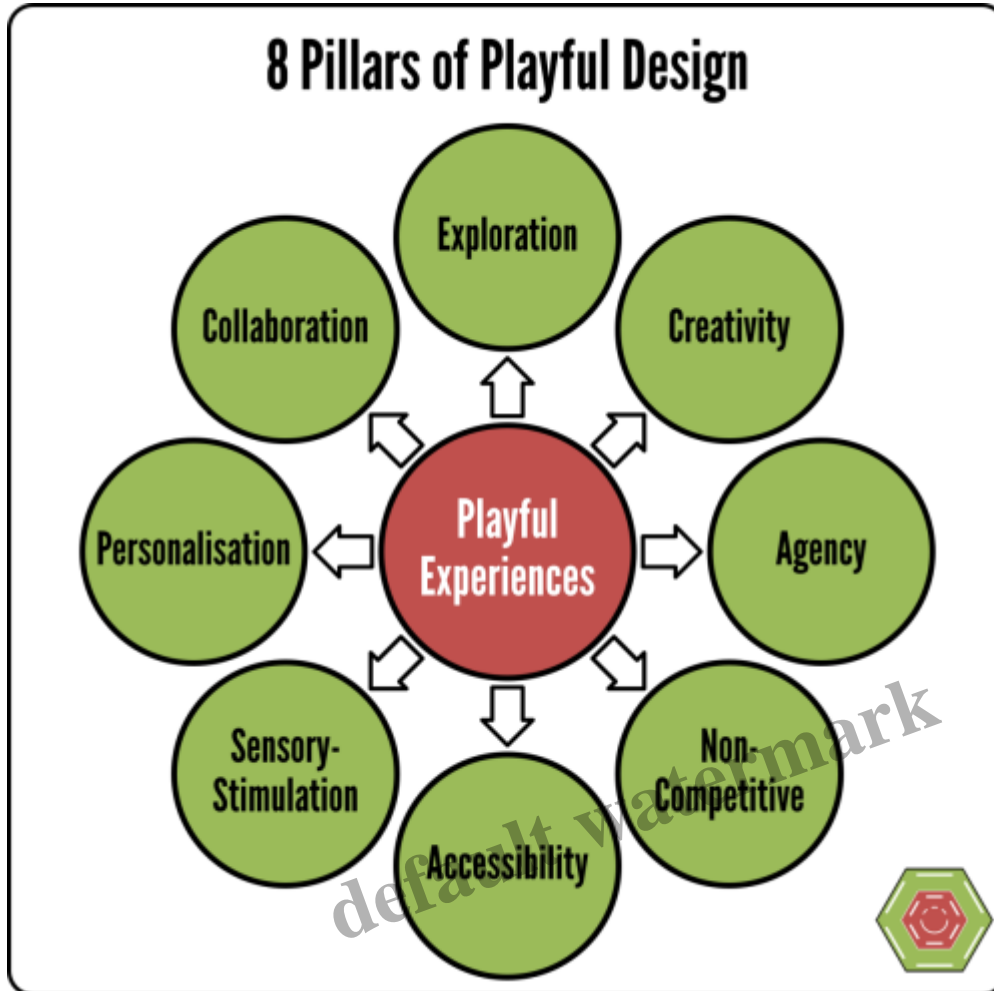 8 Pillars of Playful Design
Exploration
Creativity
Agency
Non-
Competitive
Accessibility
Sensory-
Stimulation
Personalisation
Collaboration
Playful
Experiences
default watermark